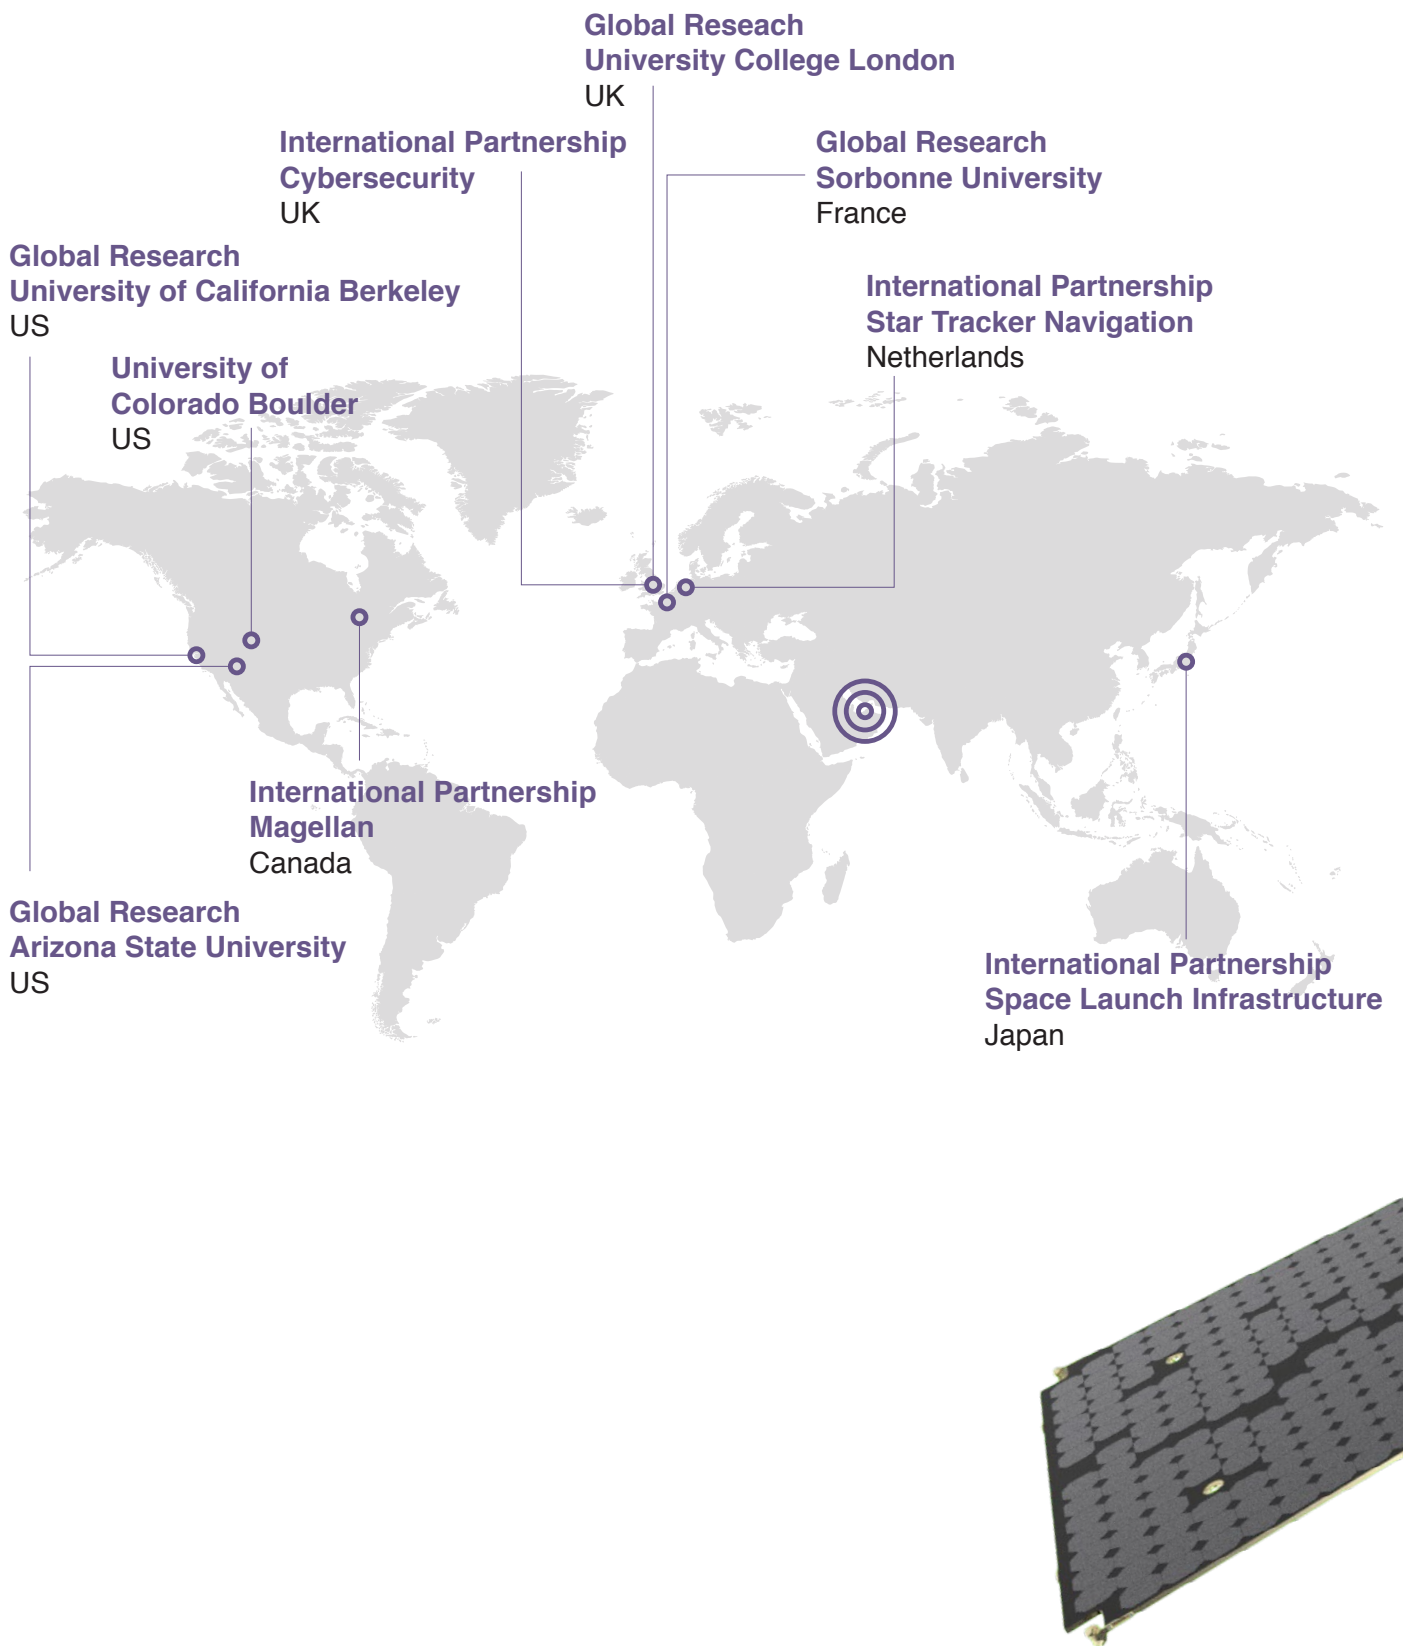 Global Reseach
University College London
UK
International Partnership
Cybersecurity
UK
Global Research
Sorbonne University
France
Global Research
University of California Berkeley
US
International Partnership
Star Tracker Navigation
Netherlands
University of
Colorado Boulder
US
International Partnership
Magellan
Canada
Global Research
Arizona State University
US
International Partnership
Space Launch Infrastructure
Japan